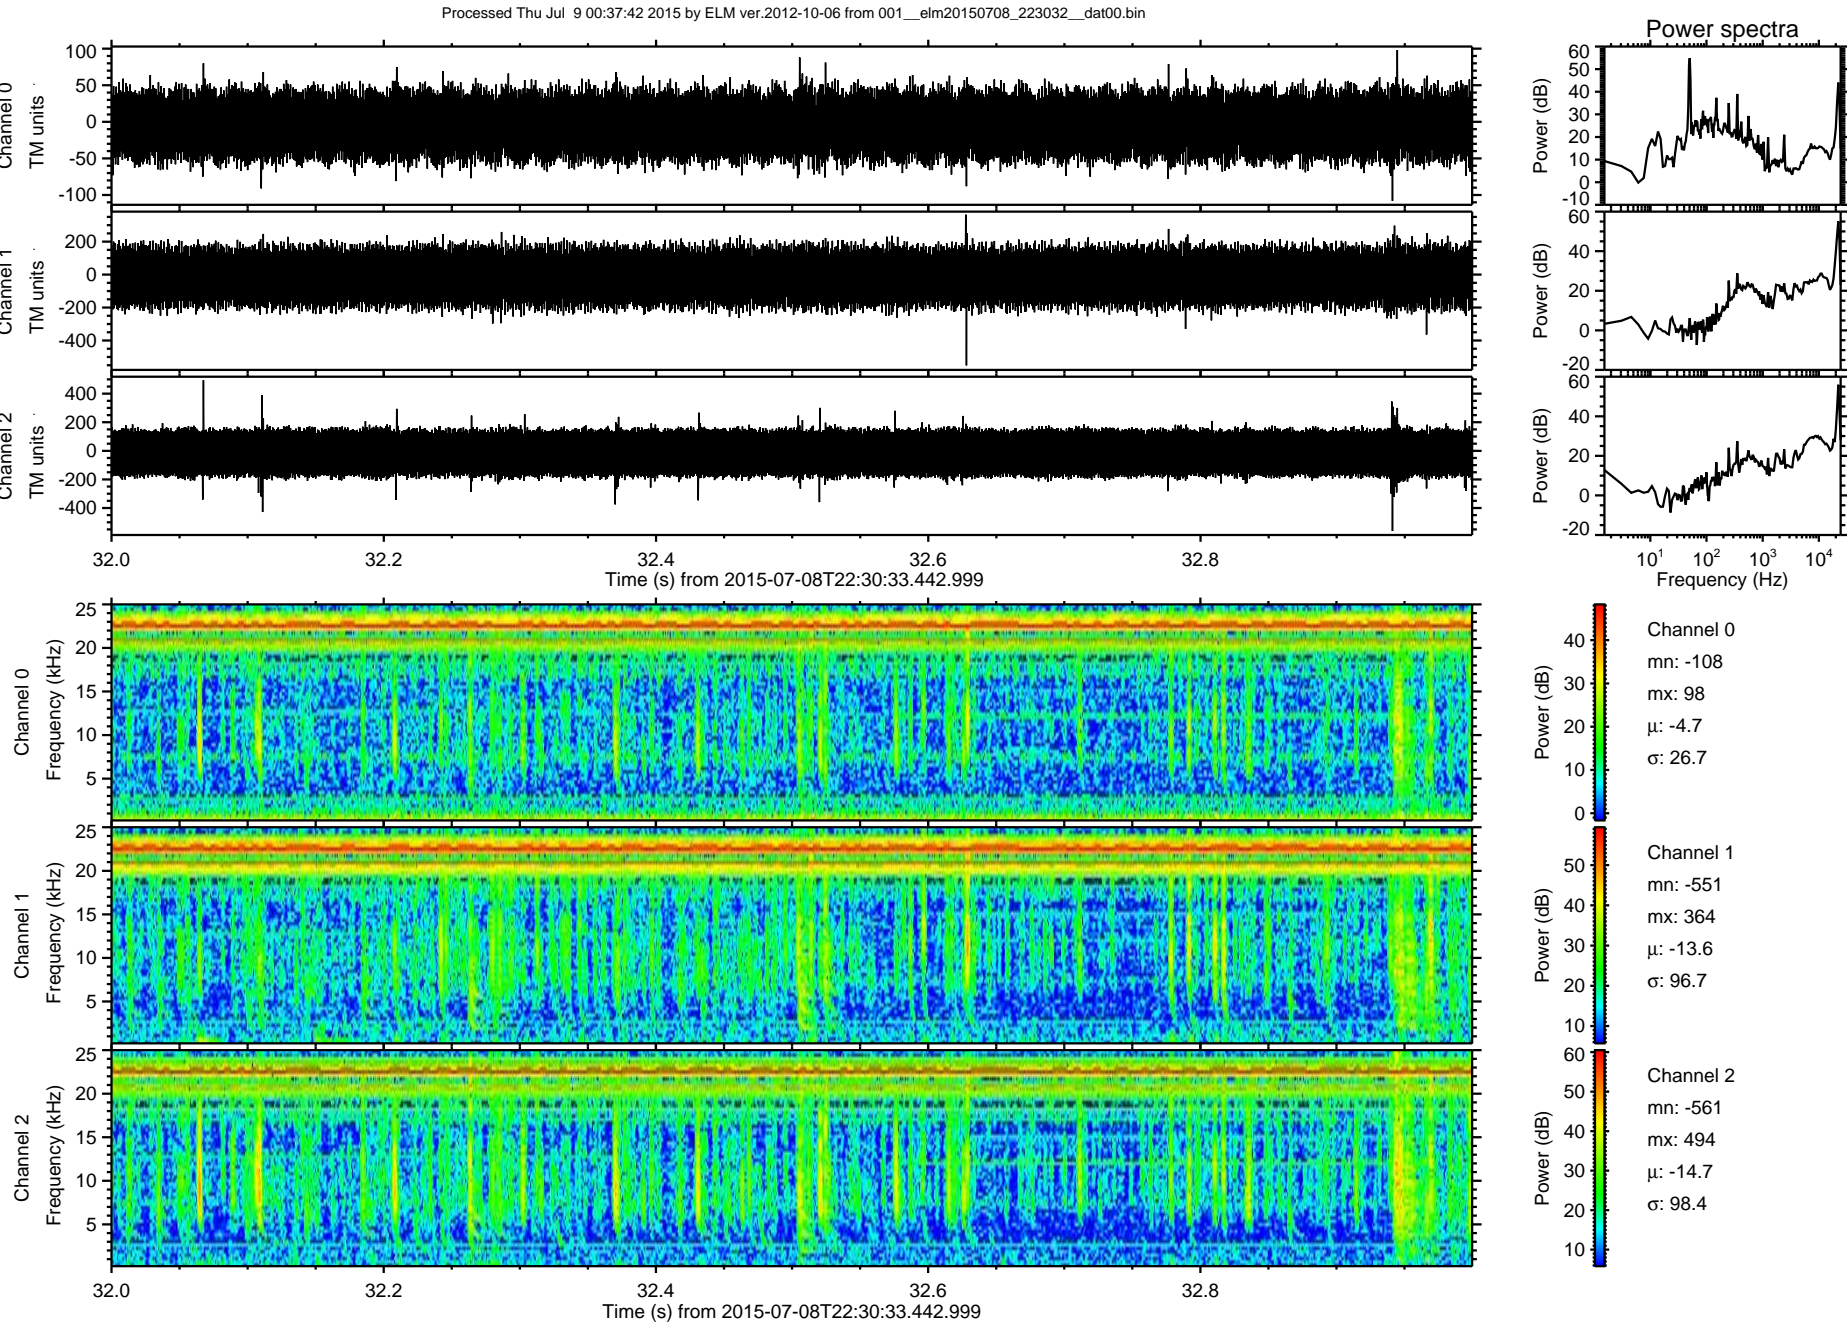 Processed Thu Jul  9 00:37:42 2015 by ELM ver.2012-10-06 from 001__elm20150708_223032__dat00.bin
Power spectra
Channel 0
TM units
100
50
0
-50
-100
Power (dB)
60
50
40
30
20
10
0
-10
Channel 1
TM units
200
0
-200
-400
Power (dB)
60
40
20
0
-20
Channel 2
TM units
400
200
0
-200
-400
Power (dB)
60
40
20
0
-20
32.0 32.2 32.4 32.6 32.8
Time (s) from 2015-07-08T22:30:33.442.999
10¹ 10² 10³ 10⁴
Frequency (Hz)
Channel 0
Frequency (kHz)
25
20
15
10
5
Power (dB)
40
30
20
10
0
Channel 0
mn: -108
mx: 98
μ: -4.7
σ: 26.7
Channel 1
Frequency (kHz)
25
20
15
10
5
Power (dB)
50
40
30
20
10
Channel 1
mn: -551
mx: 364
μ: -13.6
σ: 96.7
Channel 2
Frequency (kHz)
25
20
15
10
5
Power (dB)
60
50
40
30
20
10
Channel 2
mn: -561
mx: 494
μ: -14.7
σ: 98.4
32.0 32.2 32.4 32.6 32.8
Time (s) from 2015-07-08T22:30:33.442.999